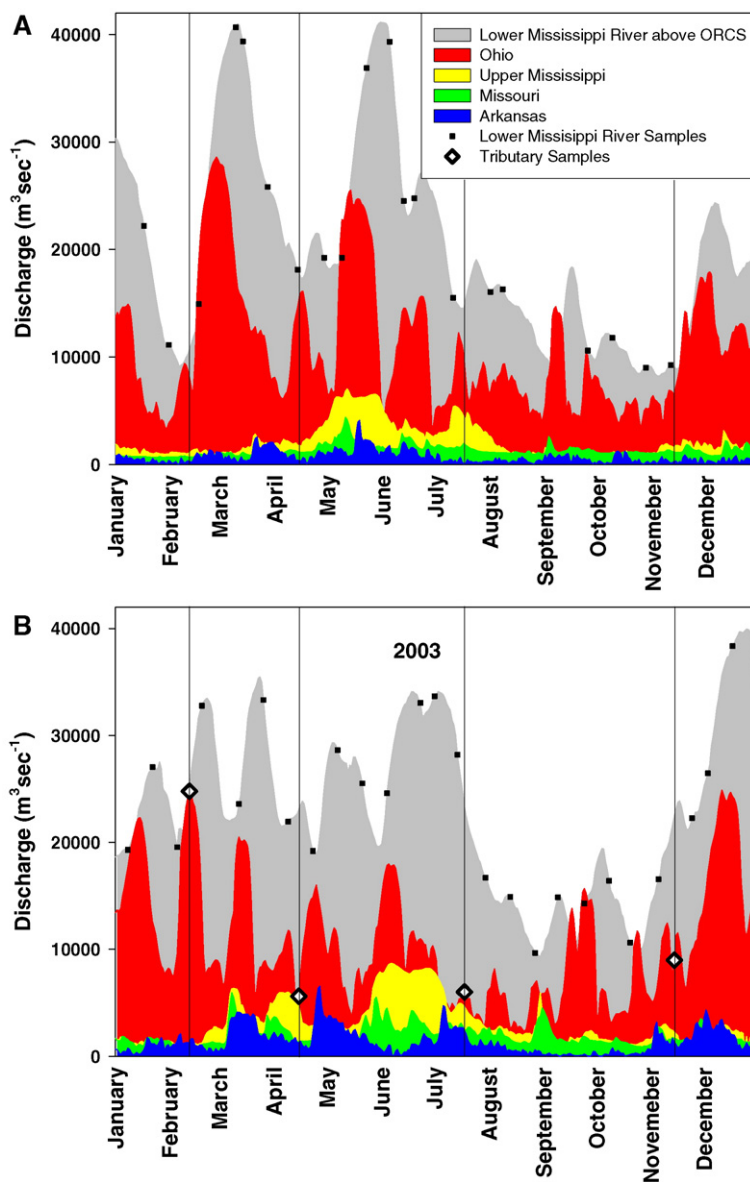 A
40000
30000
20000
10000
0
Discharge (m³sec⁻¹)
Lower Mississippi River above ORCS
Ohio
Upper Mississippi
Missouri
Arkansas
Lower Missisippi River Samples
Tributary Samples
January
February
March
April
May
June
July
August
September
October
Novemeber
December
B
2003
40000
30000
20000
10000
0
Discharge (m³sec⁻¹)
January
February
March
April
May
June
July
August
September
October
Novemeber
December